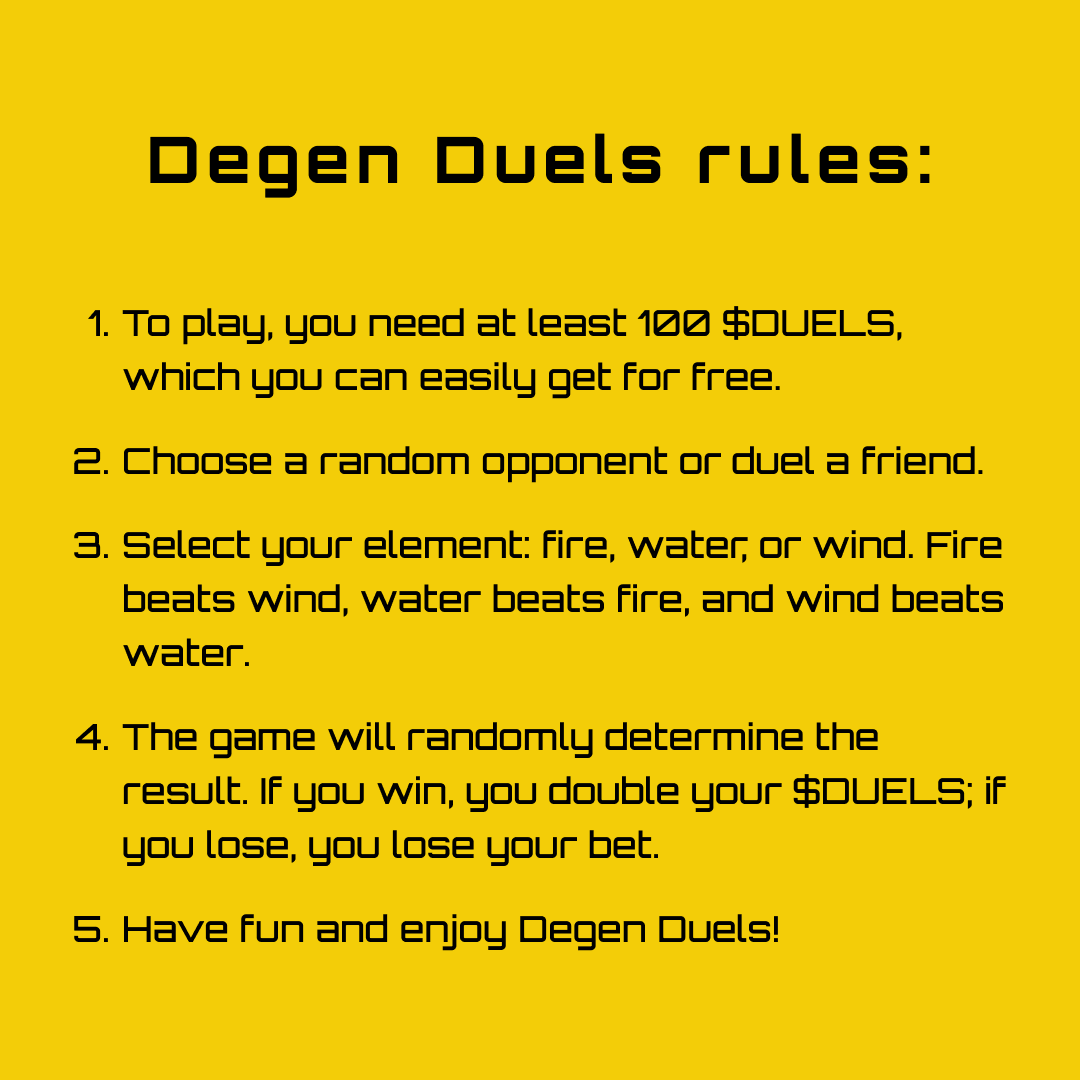 Degen Duels rules:
1. To play, you need at least 100 $DUELS,
which you can easily get for free.
2. Choose a random opponent or duel a friend.
3. Select your element: fire, water, or wind. Fire
beats wind, water beats fire, and wind beats
water.
4. The game will randomly determine the
result. If you win, you double your $DUELS; if
you lose, you lose your bet.
5. Have fun and enjoy Degen Duels!